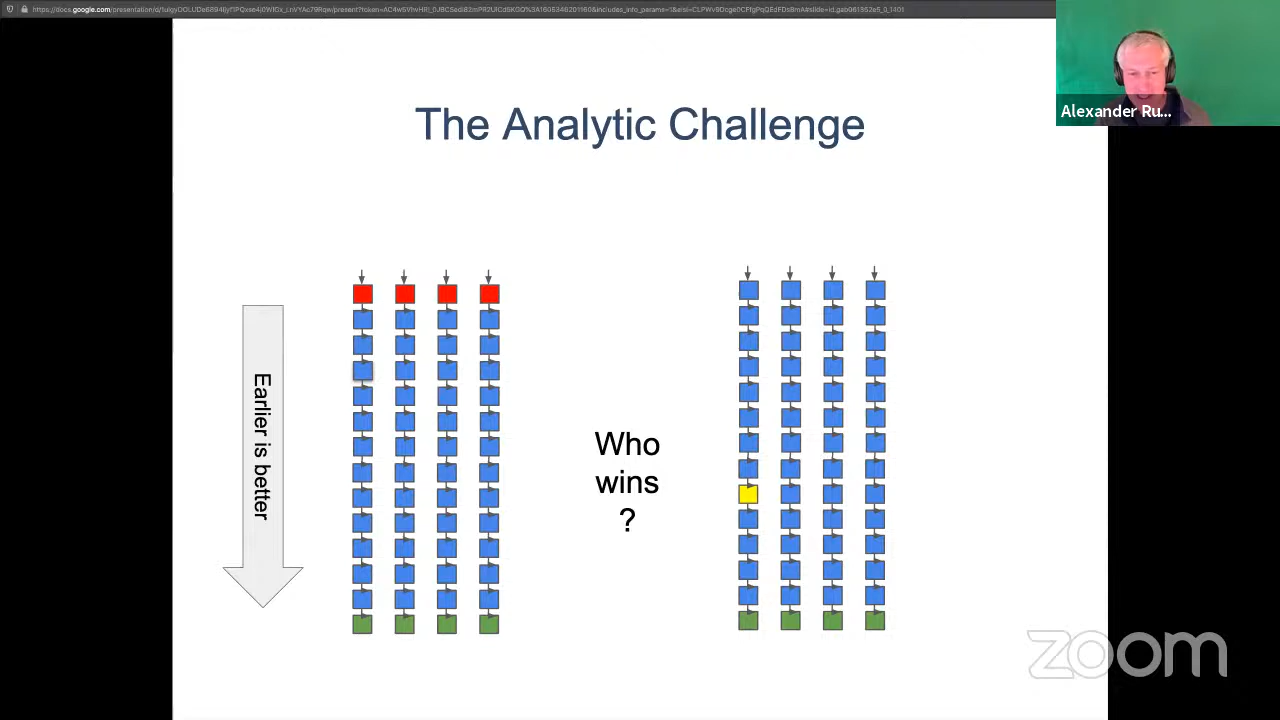 Alexander Ru...
The Analytic Challenge
Earlier is better
Who
wins
?
zoom